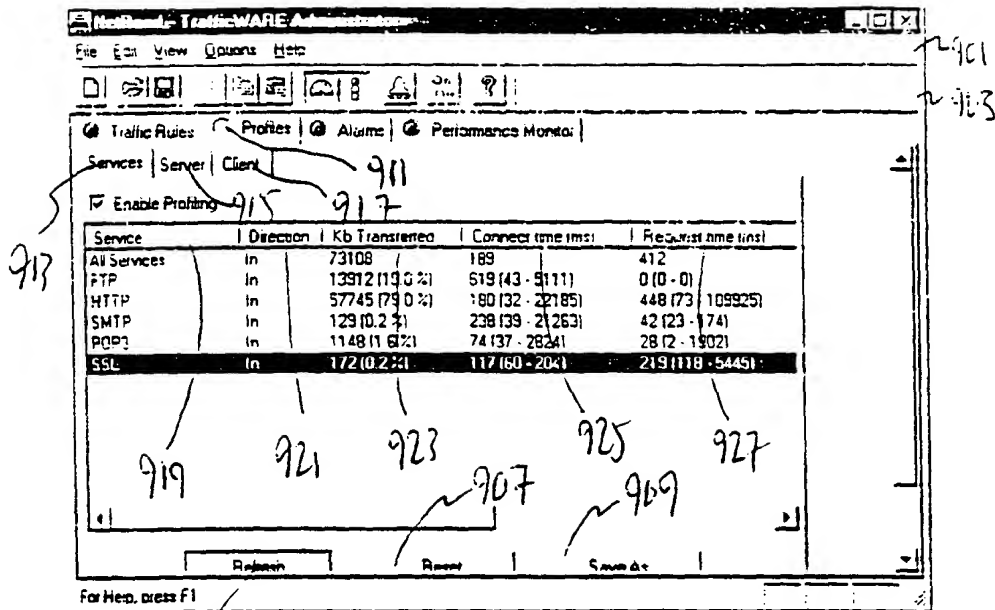 TrafficWARE Administrator
File Edit View Options Help
901
903
Traffic Rules Profiles Alarms Performance Monitor
Services Server Client
911
Enable Profiling 915 917
913
Service Direction Kb Transferred Connect time (ms) Request time (ms)
All Services In 73108 189 412
FTP In 13912 (19.0 %) 619 (43 - 9111) 0 (0 - 0)
HTTP In 57745 (79.0 %) 180 (32 - 22185) 448 (73 - 109925)
SMTP In 129 (0.2 %) 238 (39 - 21263) 42 (23 - 174)
POP3 In 1148 (1.6 %) 74 (37 - 2824) 28 (2 - 1902)
SSL In 172 (0.2 %) 117 (60 - 204) 219 (118 - 5445)
919 921 923 925 927
907 909
Refresh Reset Save As
For Help, press F1